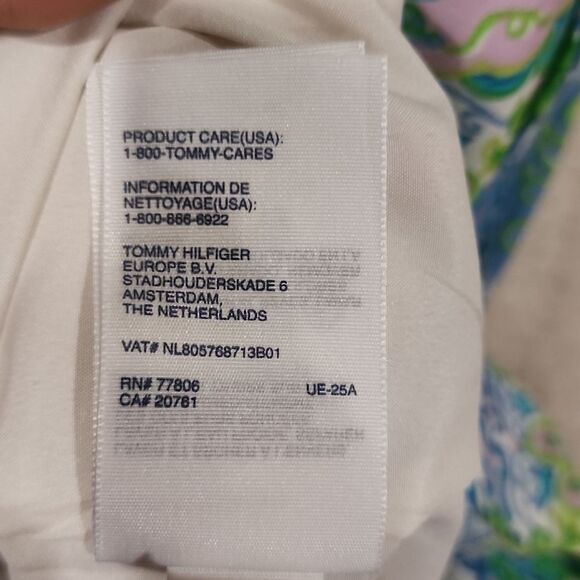 PRODUCT CARE(USA):
1-800-TOMMY-CARES
INFORMATION DE
NETTOYAGE(USA):
1-800-866-6922
TOMMY HILFIGER
EUROPE B.V.
STADHOUDERSKADE 6
AMSTERDAM,
THE NETHERLANDS
VAT# NL805768713B01
RN# 77806 UE-25A
CA# 20761